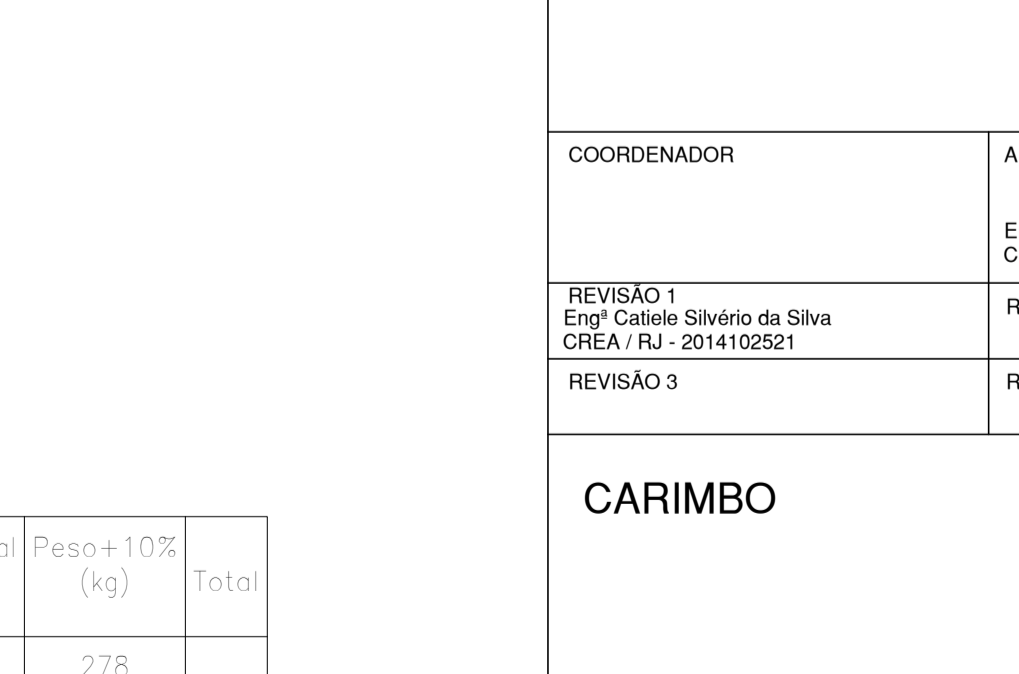 COORDENADOR
REVISÃO 1
Engª Catiele Silvério da Silva
CREA / RJ - 2014102521
REVISÃO 3
CARIMBO
Peso+10%
(kg)
Total
278